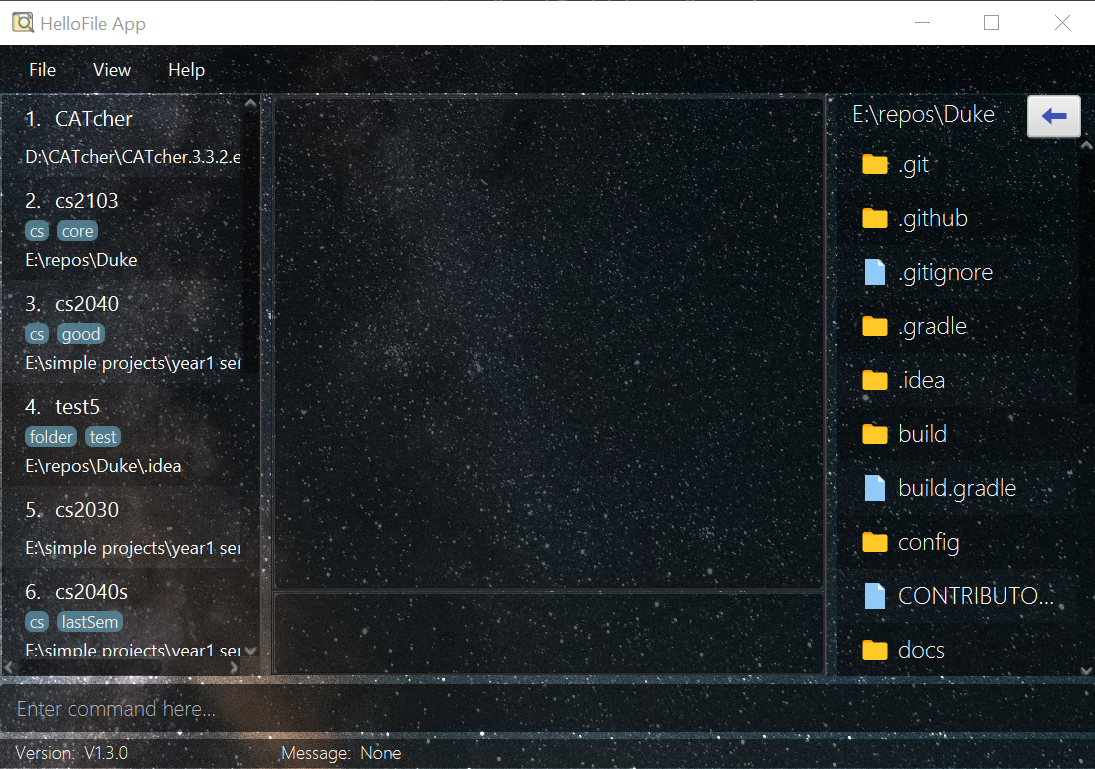 HelloFile App
File View Help
1. CATcher
D:\CATcher\CATcher.3.3.2.e
2. cs2103
cs core
E:\repos\Duke
3. cs2040
cs good
E:\simple projects\year1 ser
4. test5
folder test
E:\repos\Duke\.idea
5. cs2030
E:\simple projects\year1 ser
6. cs2040s
cs lastSem
E:\simple projects\year1 ser
E:\repos\Duke
.git
.github
.gitignore
.gradle
.idea
build
build.gradle
config
CONTRIBUTO...
docs
Enter command here...
Version: V1.3.0
Message: None